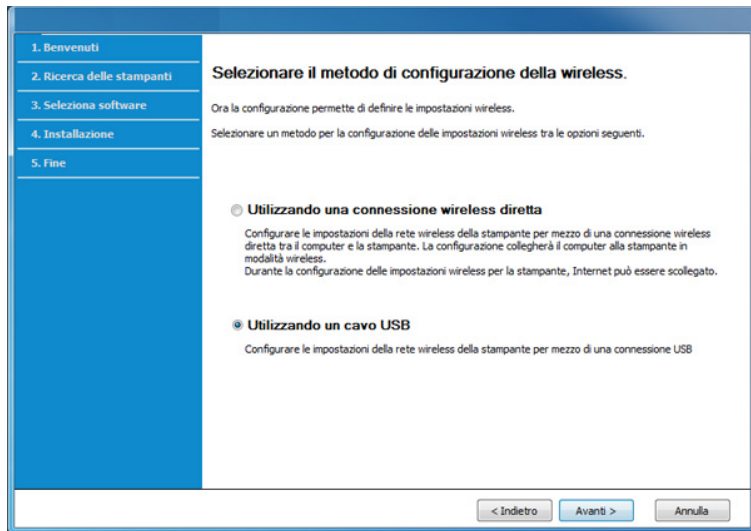 1. Benvenuti
2. Ricerca delle stampanti
3. Seleziona software
4. Installazione
5. Fine
Selezionare il metodo di configurazione della wireless.
Ora la configurazione permette di definire le impostazioni wireless.
Selezionare un metodo per la configurazione delle impostazioni wireless tra le opzioni seguenti.
Utilizzando una connessione wireless diretta
Configurare le impostazioni della rete wireless della stampante per mezzo di una connessione wireless
diretta tra il computer e la stampante. La configurazione collegherà il computer alla stampante in
modalità wireless.
Durante la configurazione delle impostazioni wireless per la stampante, Internet può essere scollegato.
Utilizzando un cavo USB
Configurare le impostazioni della rete wireless della stampante per mezzo di una connessione USB
< Indietro
Avanti >
Annulla